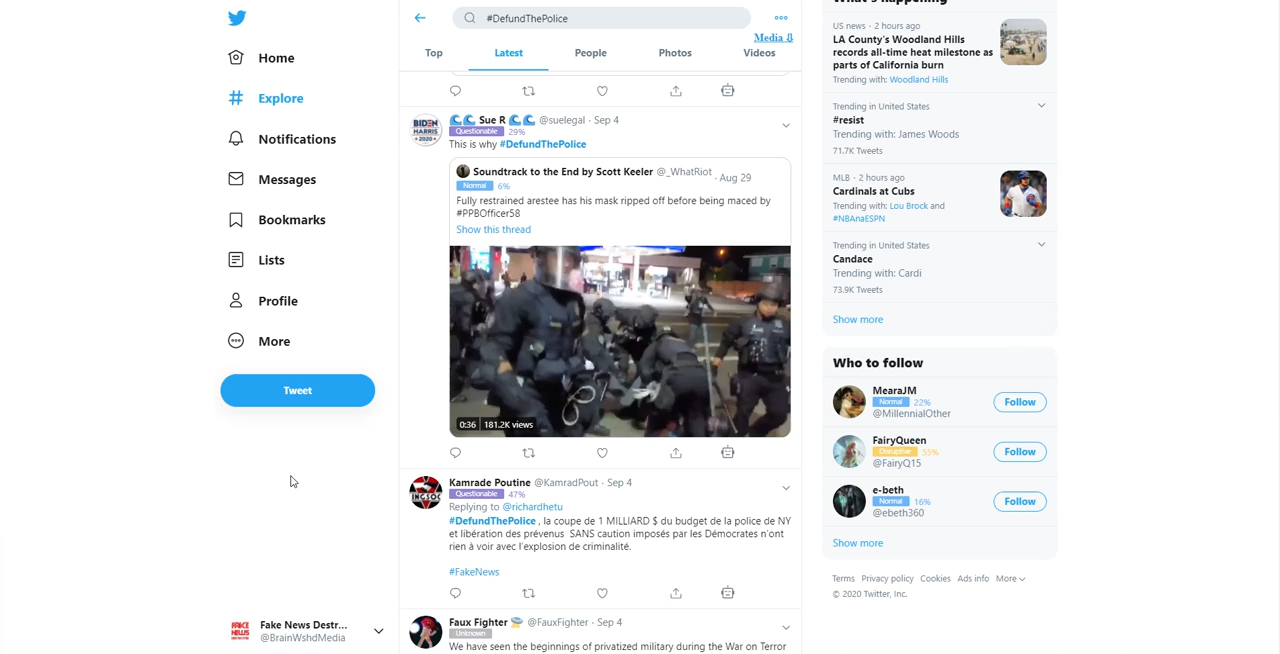 Home
Explore
Notifications
Messages
Bookmarks
Lists
Profile
More
Tweet
Fake News Destr...
@BrainWshdMedia
#DefundThePolice
Media ⇩
Top Latest People Photos Videos
🌊🌊 Sue R 🌊🌊 @suelegal · Sep 4
Questionable 29%
This is why #DefundThePolice
Soundtrack to the End by Scott Keeler @_WhatRiot · Aug 29
Normal 6%
Fully restrained arestee has his mask ripped off before being maced by
#PPBOfficer58
Show this thread
0:36 181.2K views
BIDEN
HARRIS
2020
Kamrade Poutine @KamradPout · Sep 4
Questionable 47%
INGSOC
Replying to @richardhetu
#DefundThePolice , la coupe de 1 MILLIARD $ du budget de la police de NY
et libération des prévenus SANS caution imposés par les Démocrates n'ont
rien à voir avec l'explosion de criminalité.
#FakeNews
Faux Fighter @FauxFighter · Sep 4
Unknown
We have seen the beginnings of privatized military during the War on Terror
What's happening
US news · 2 hours ago
LA County's Woodland Hills
records all-time heat milestone as
parts of California burn
Trending with: Woodland Hills
Trending in United States
#resist
Trending with: James Woods
71.7K Tweets
MLB · 2 hours ago
Cardinals at Cubs
Trending with: Lou Brock and
#NBAnaESPN
Trending in United States
Candace
Trending with: Cardi
73.9K Tweets
Show more
Who to follow
MearaJM
Normal 22%
@MillennialOther
Follow
FairyQueen
Disruptive 55%
@FairyQ15
Follow
e-beth
Normal 16%
@ebeth360
Follow
Show more
Terms Privacy policy Cookies Ads info More
© 2020 Twitter, Inc.